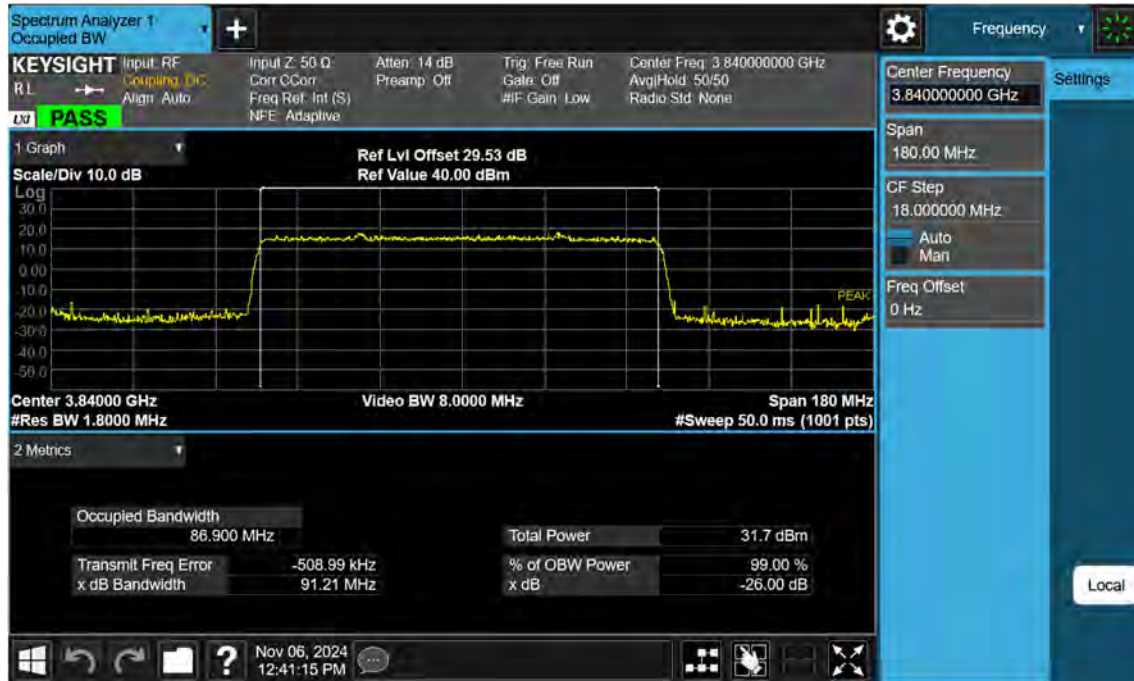 Spectrum Analyzer 1
Occupied BW
+
Frequency
KEYSIGHT
Input: RF
Coupling: DC
Align: Auto
Input Z: 50 Ω
Corr CCorr
Freq Ref: Int (S)
NFE: Adaptive
Atten: 14 dB
Preamp: Off
Trig: Free Run
Gate: Off
#IF Gain: Low
Center Freq: 3.840000000 GHz
Avg|Hold: 50/50
Radio Std: None
RL
LXI
PASS
Center Frequency
3.840000000 GHz
Settings
Span
180.00 MHz
CF Step
18.000000 MHz
Auto
Man
Freq Offset
0 Hz
1 Graph
Ref Lvl Offset 29.53 dB
Scale/Div 10.0 dB
Ref Value 40.00 dBm
Log
30.0
20.0
10.0
0.00
-10.0
-20.0
-30.0
-40.0
-50.0
PEAK
Center 3.84000 GHz
Video BW 8.0000 MHz
Span 180 MHz
#Res BW 1.8000 MHz
#Sweep 50.0 ms (1001 pts)
2 Metrics
Occupied Bandwidth
86.900 MHz
Total Power 31.7 dBm
Transmit Freq Error -508.99 kHz
% of OBW Power 99.00 %
x dB Bandwidth 91.21 MHz
x dB -26.00 dB
Local
?
Nov 06, 2024
12:41:15 PM